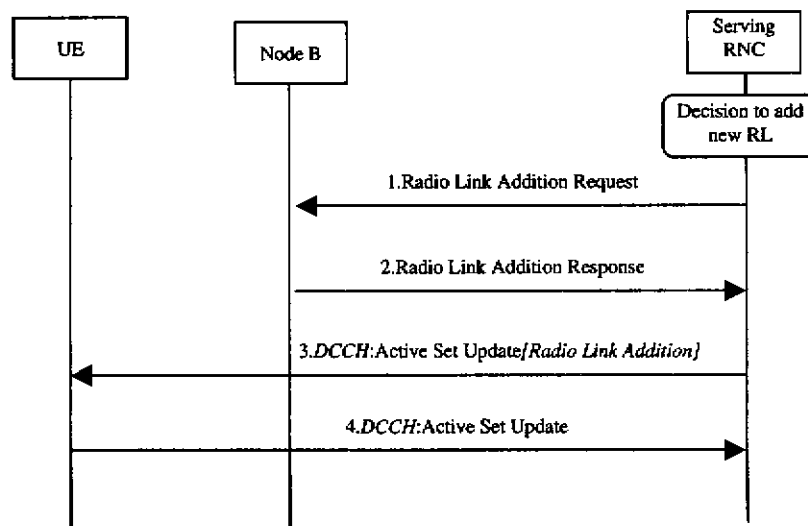 UE
Node B
Serving
RNC
Decision to add
new RL
1.Radio Link Addition Request
2.Radio Link Addition Response
3.DCCH:Active Set Update[Radio Link Addition]
4.DCCH:Active Set Update